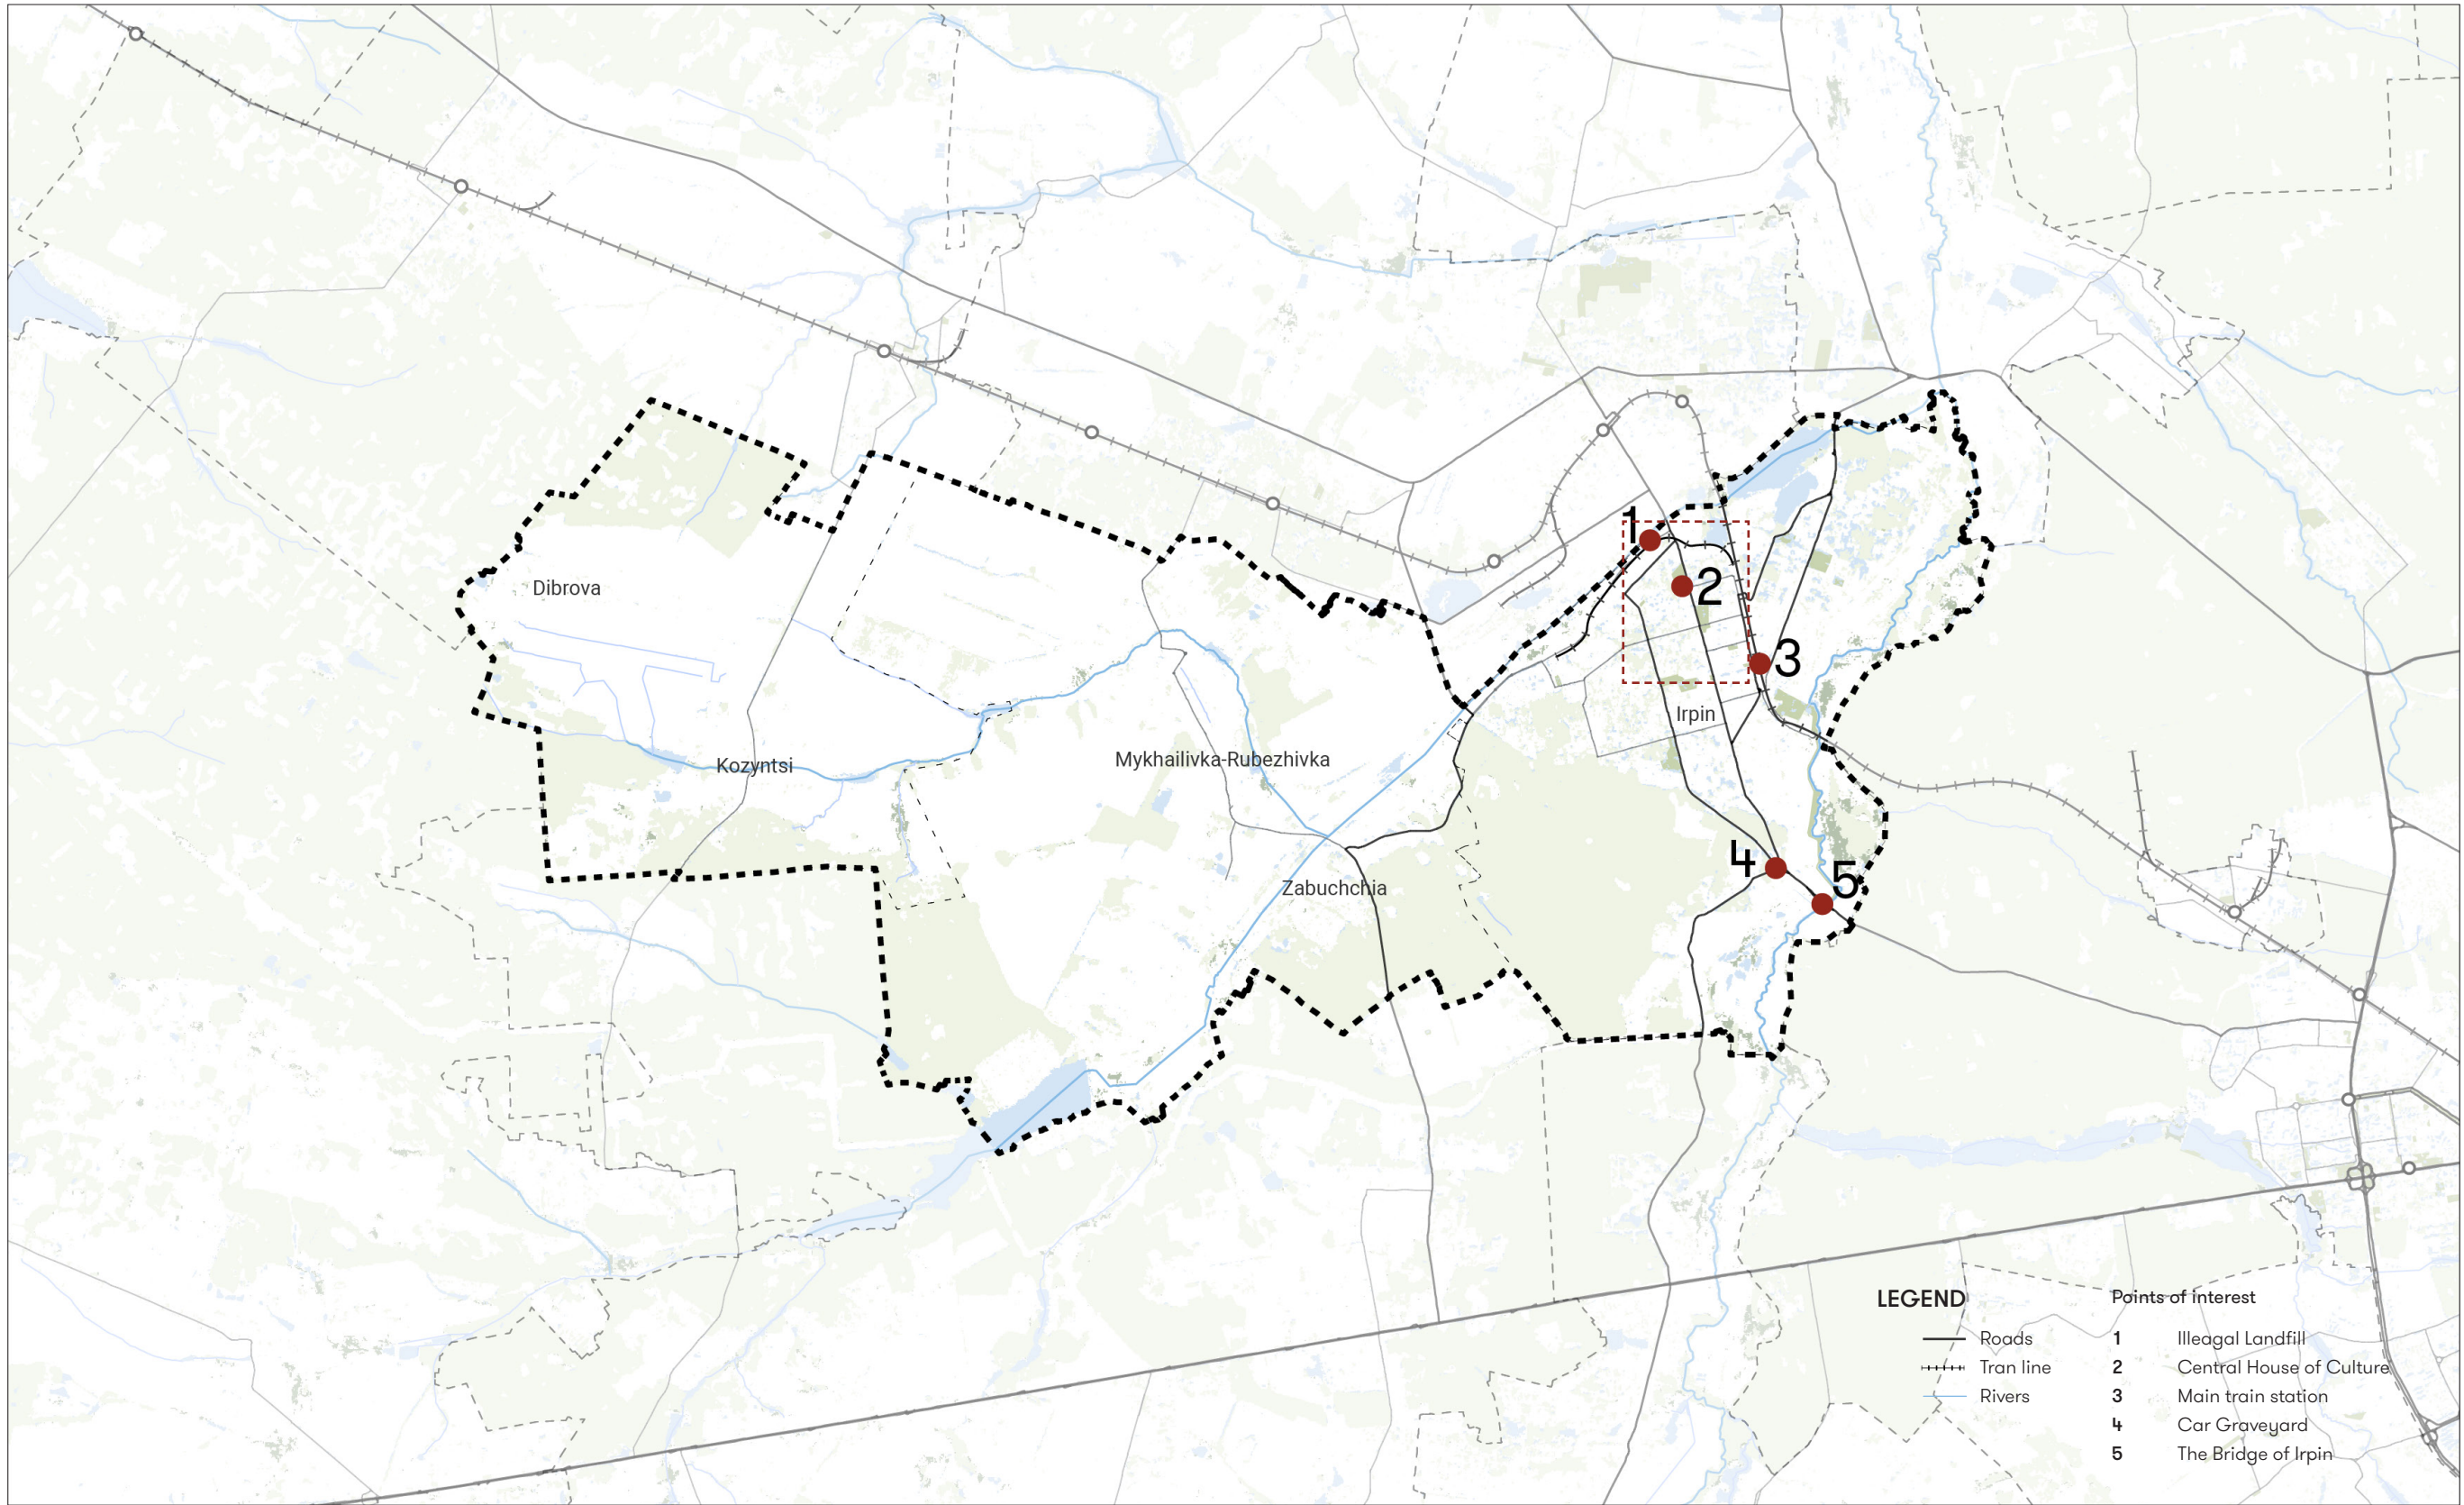 1
2
Dibrova
3
Irpin
Mykhailivka-Rubezhivka
Kozyntsi
4
5
Zabuchchia
LEGEND
Roads
Tran line
Rivers
Points of interest
1 Illeagal Landfill
2 Central House of Culture
3 Main train station
4 Car Graveyard
5 The Bridge of Irpin